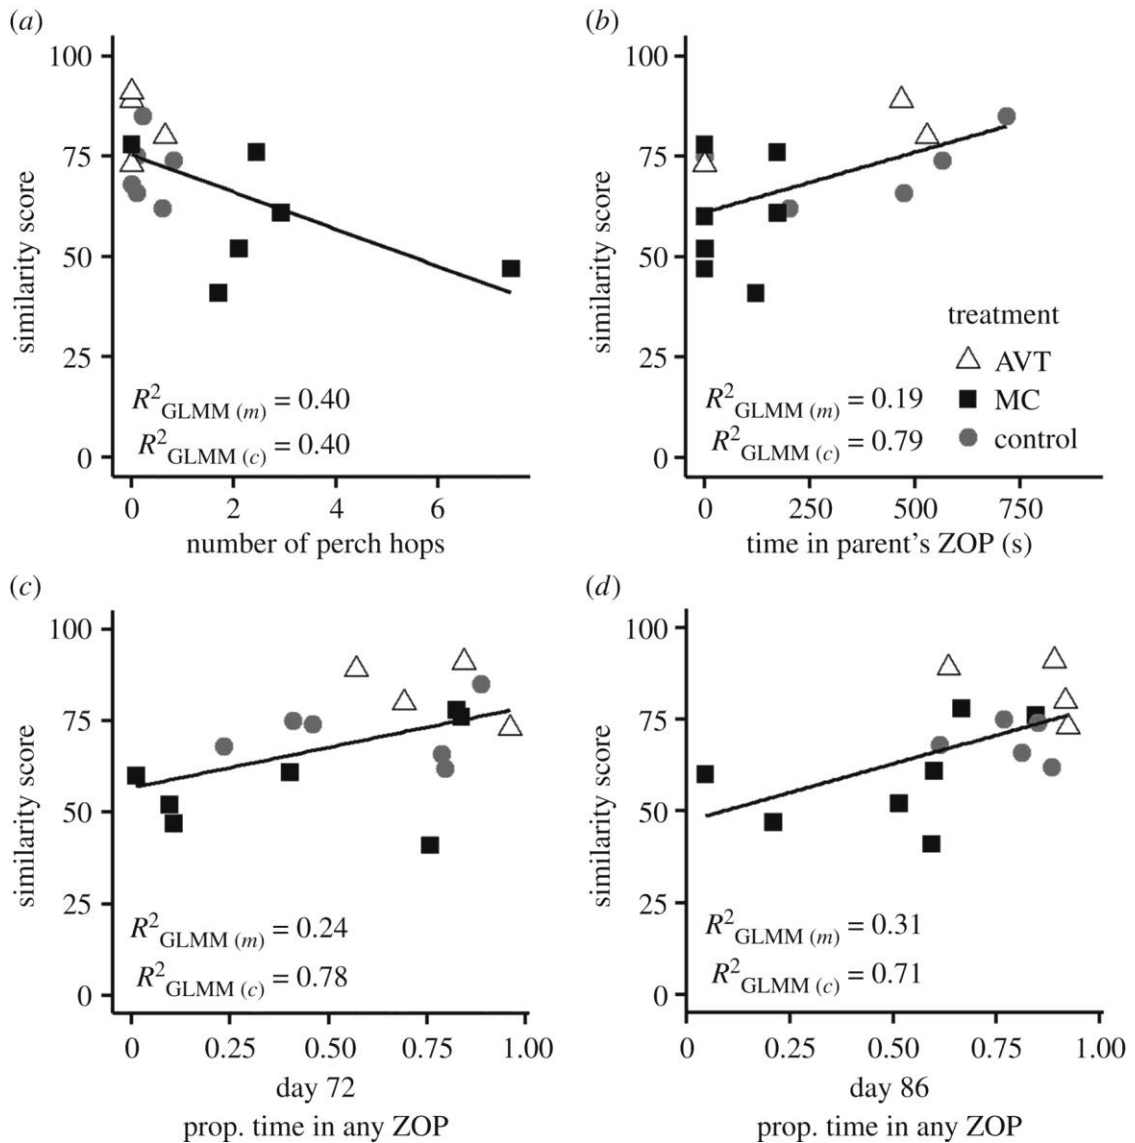 (a)
100
75
50
25
0
similarity score
R²GLMM (m) = 0.40
R²GLMM (c) = 0.40
0 2 4 6
number of perch hops
(b)
100
75
50
25
0
similarity score
treatment
AVT
MC
control
R²GLMM (m) = 0.19
R²GLMM (c) = 0.79
0 250 500 750
time in parent's ZOP (s)
(c)
100
75
50
25
0
similarity score
R²GLMM (m) = 0.24
R²GLMM (c) = 0.78
0 0.25 0.50 0.75 1.00
day 72
prop. time in any ZOP
(d)
100
75
50
25
0
similarity score
R²GLMM (m) = 0.31
R²GLMM (c) = 0.71
0 0.25 0.50 0.75 1.00
day 86
prop. time in any ZOP